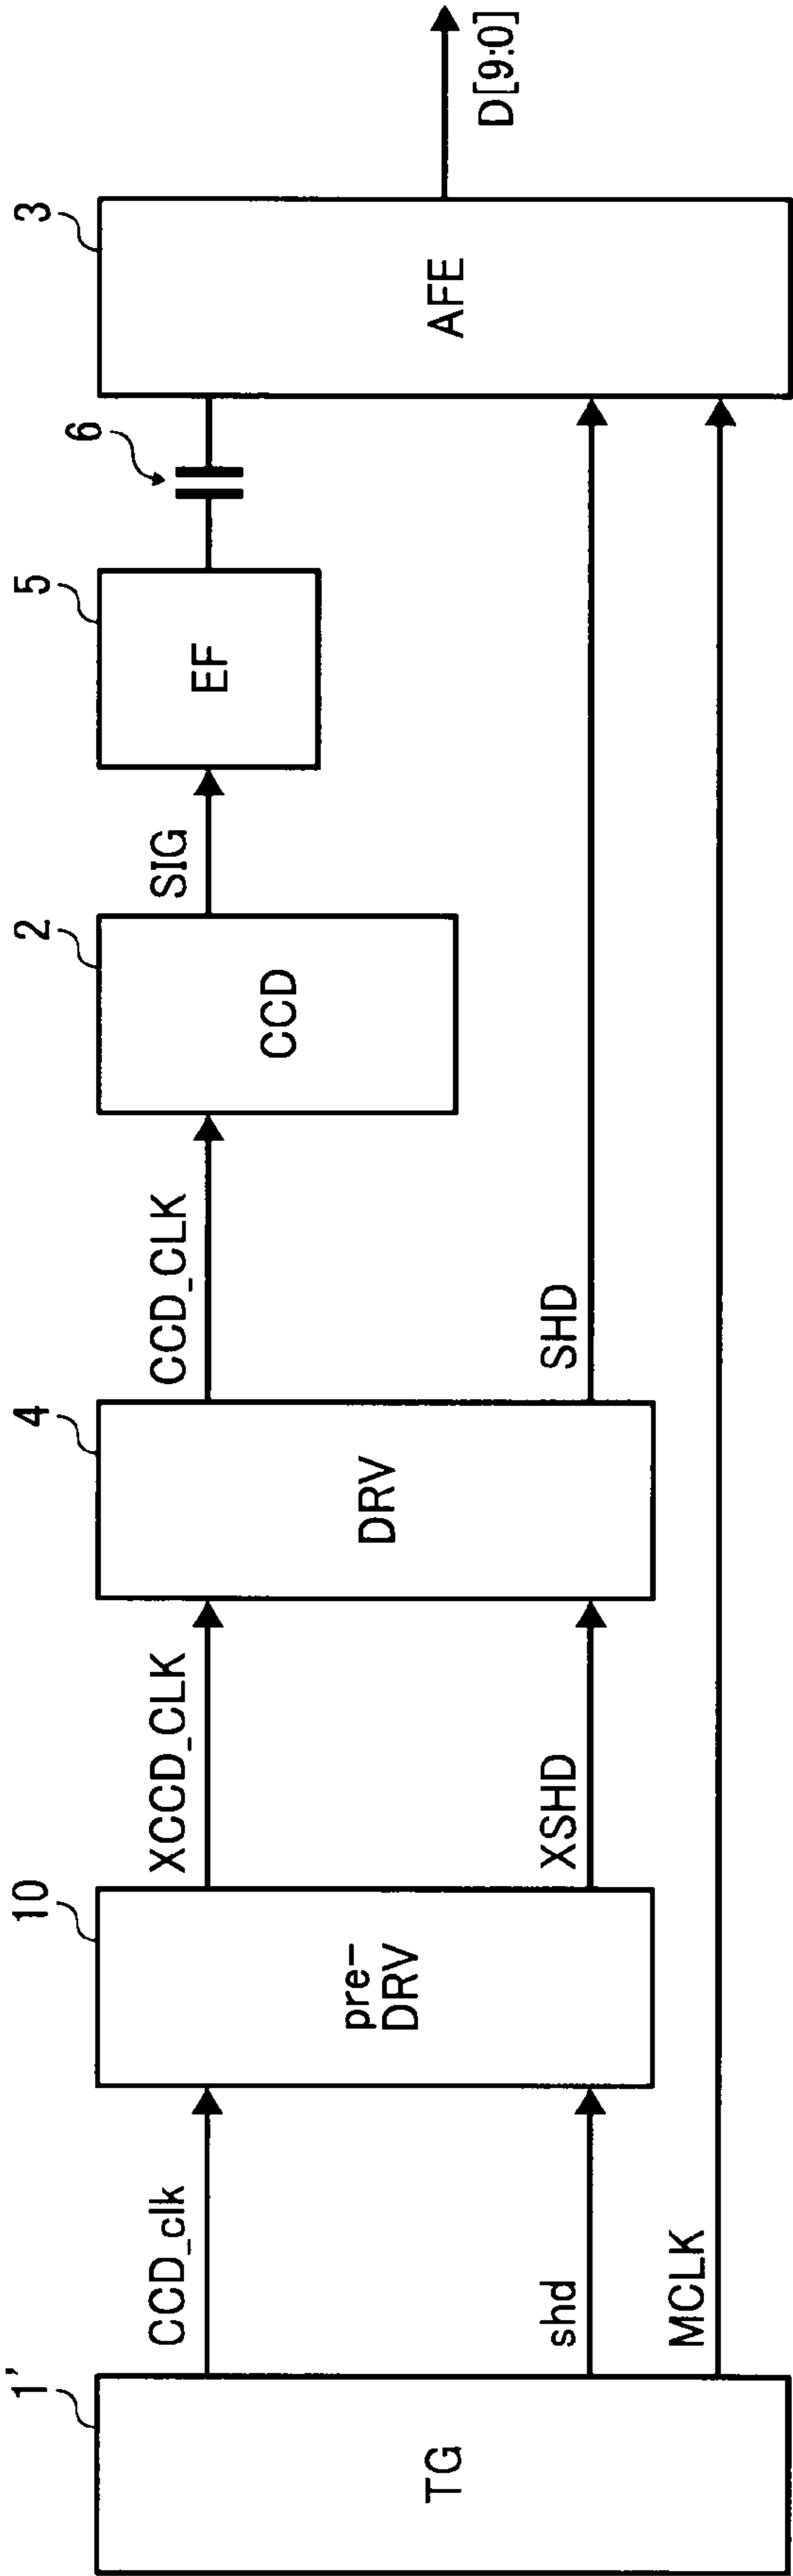 1'
TG
CCD_clk
shd
MCLK
10
pre-
DRV
XCCD_CLK
XSHD
4
DRV
CCD_CLK
SHD
2
CCD
SIG
5
EF
6
3
AFE
D[9:0]